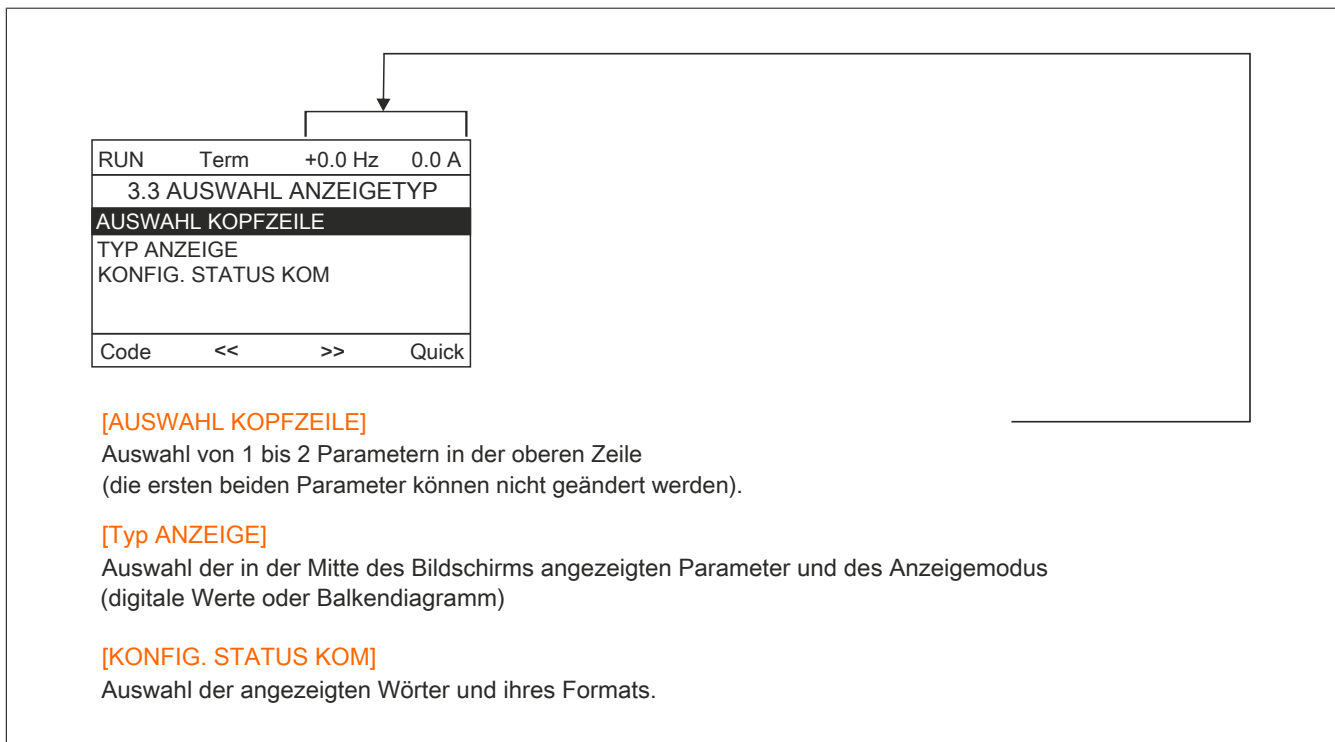 RUN Term +0.0 Hz 0.0 A
3.3 AUSWAHL ANZEIGETYP
AUSWAHL KOPFZEILE
TYP ANZEIGE
KONFIG. STATUS KOM
Code << >> Quick
[AUSWAHL KOPFZEILE]
Auswahl von 1 bis 2 Parametern in der oberen Zeile
(die ersten beiden Parameter können nicht geändert werden).
[Typ ANZEIGE]
Auswahl der in der Mitte des Bildschirms angezeigten Parameter und des Anzeigemodus
(digitale Werte oder Balkendiagramm)
[KONFIG. STATUS KOM]
Auswahl der angezeigten Wörter und ihres Formats.